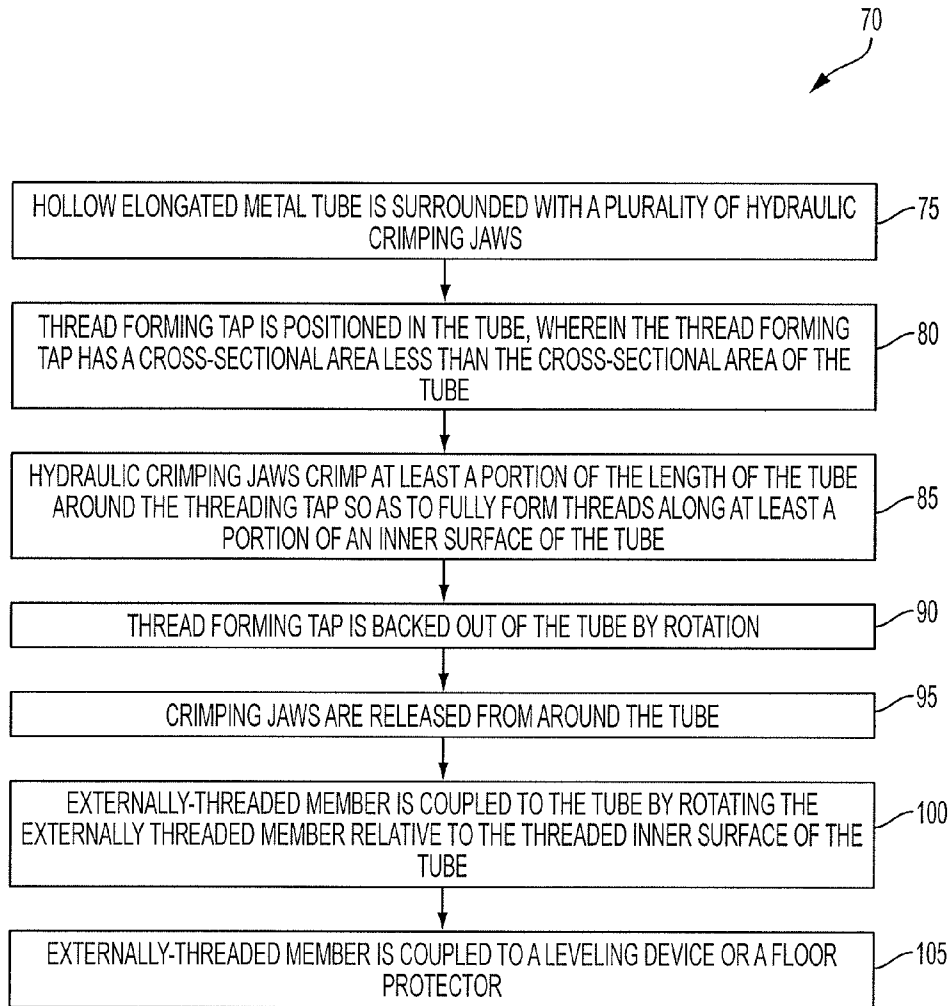 70
HOLLOW ELONGATED METAL TUBE IS SURROUNDED WITH A PLURALITY OF HYDRAULIC
CRIMPING JAWS
75
THREAD FORMING TAP IS POSITIONED IN THE TUBE, WHEREIN THE THREAD FORMING
TAP HAS A CROSS-SECTIONAL AREA LESS THAN THE CROSS-SECTIONAL AREA OF THE
TUBE
80
HYDRAULIC CRIMPING JAWS CRIMP AT LEAST A PORTION OF THE LENGTH OF THE TUBE
AROUND THE THREADING TAP SO AS TO FULLY FORM THREADS ALONG AT LEAST A
PORTION OF AN INNER SURFACE OF THE TUBE
85
THREAD FORMING TAP IS BACKED OUT OF THE TUBE BY ROTATION
90
CRIMPING JAWS ARE RELEASED FROM AROUND THE TUBE
95
EXTERNALLY-THREADED MEMBER IS COUPLED TO THE TUBE BY ROTATING THE
EXTERNALLY THREADED MEMBER RELATIVE TO THE THREADED INNER SURFACE OF THE
TUBE
100
EXTERNALLY-THREADED MEMBER IS COUPLED TO A LEVELING DEVICE OR A FLOOR
PROTECTOR
105